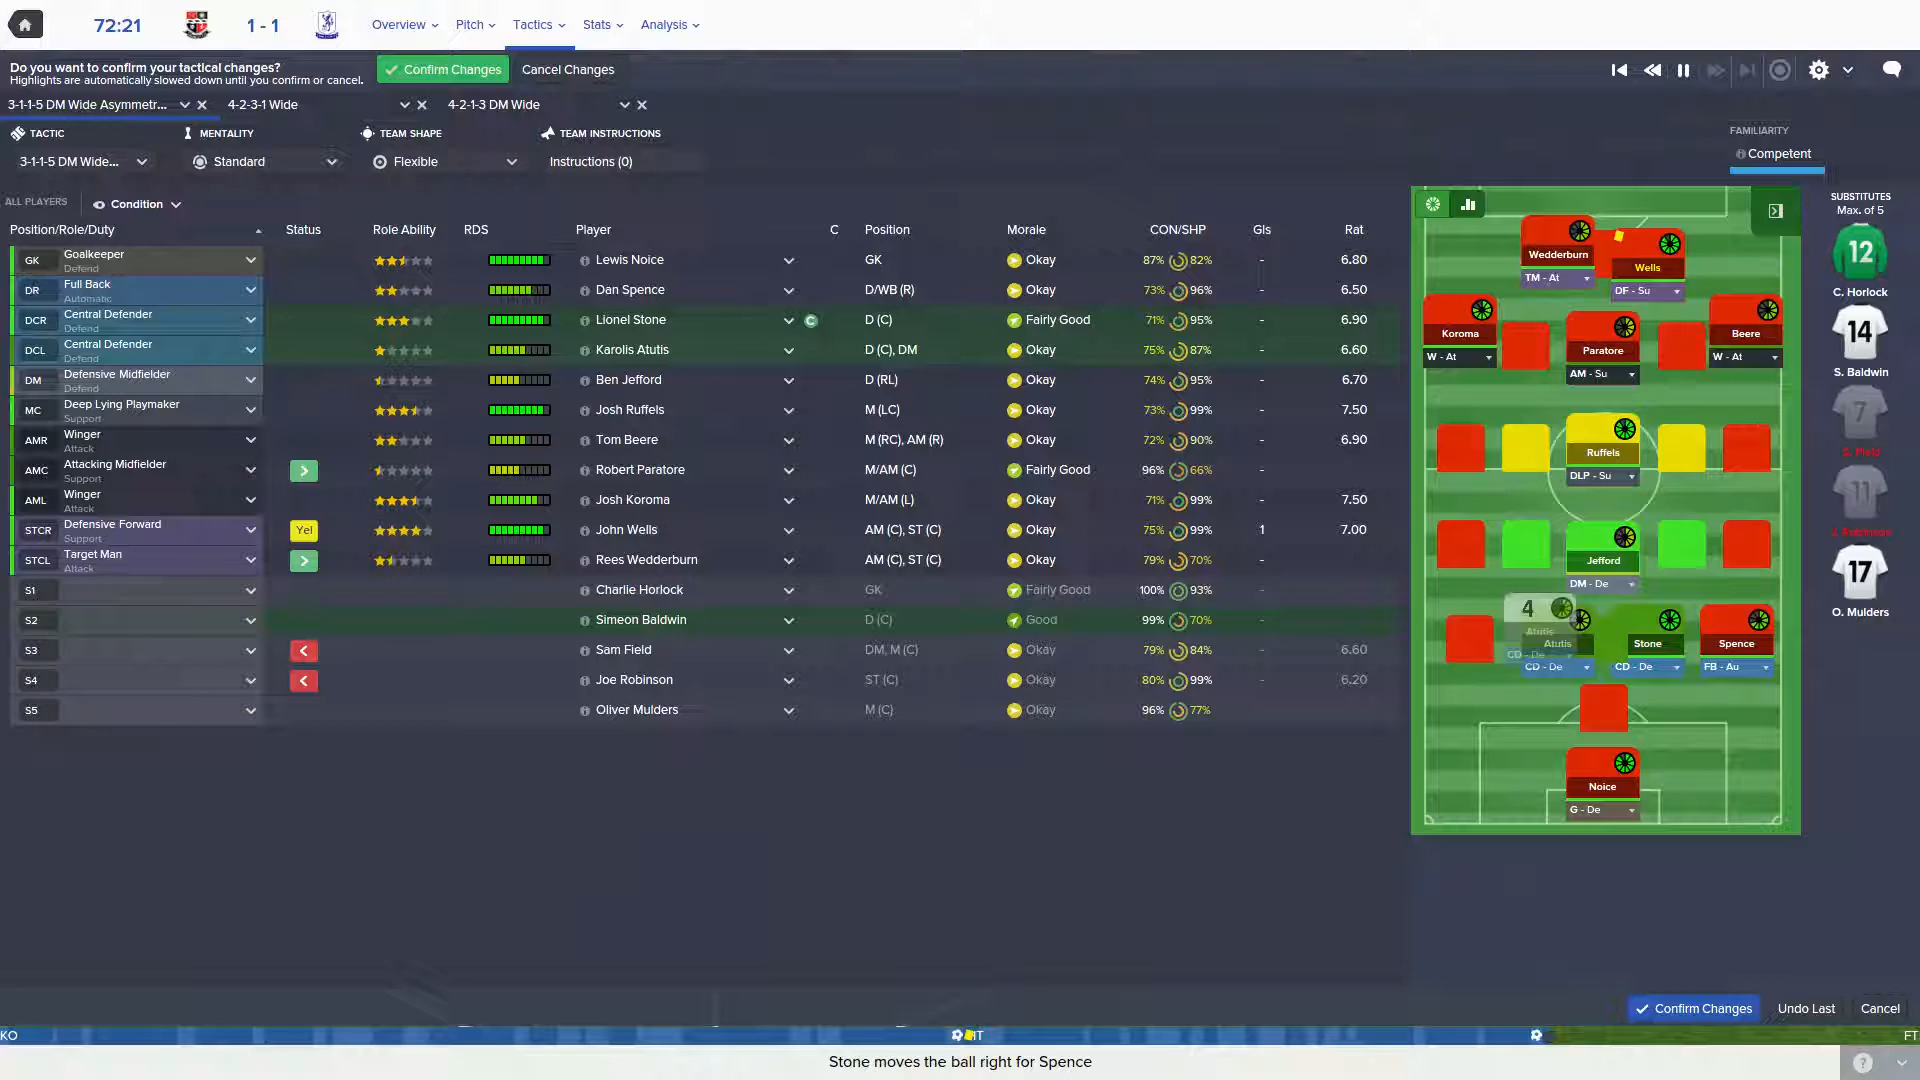 72:21 1 - 1 Overview Pitch Tactics Stats Analysis
Do you want to confirm your tactical changes?
Highlights are automatically slowed down until you confirm or cancel.
Confirm Changes Cancel Changes
3-1-1-5 DM Wide Asymmetr... 4-2-3-1 Wide 4-2-1-3 DM Wide
TACTIC MENTALITY TEAM SHAPE TEAM INSTRUCTIONS
3-1-1-5 DM Wide... Standard Flexible Instructions (0)
FAMILIARITY
Competent
ALL PLAYERS Condition
Position/Role/Duty Status Role Ability RDS Player C Position Morale CON/SHP Gls Rat
GK Goalkeeper Defend Lewis Noice GK Okay 87% 82% - 6.80
DR Full Back Automatic Dan Spence D/WB (R) Okay 73% 96% - 6.50
DCR Central Defender Defend Lionel Stone C D (C) Fairly Good 71% 95% - 6.90
DCL Central Defender Defend Karolis Atutis D (C), DM Okay 75% 87% - 6.60
DM Defensive Midfielder Defend Ben Jefford D (RL) Okay 74% 95% - 6.70
MC Deep Lying Playmaker Support Josh Ruffels M (LC) Okay 73% 99% - 7.50
AMR Winger Attack Tom Beere M (RC), AM (R) Okay 72% 90% - 6.90
AMC Attacking Midfielder Support Robert Paratore M/AM (C) Fairly Good 96% 66% -
AML Winger Attack Josh Koroma M/AM (L) Okay 71% 99% - 7.50
STCR Defensive Forward Support Yel John Wells AM (C), ST (C) Okay 75% 99% 1 7.00
STCL Target Man Attack Rees Wedderburn AM (C), ST (C) Okay 79% 70% -
S1 Charlie Horlock GK Fairly Good 100% 93% -
S2 Simeon Baldwin D (C) Good 99% 70% -
S3 Sam Field DM, M (C) Okay 79% 84% - 6.60
S4 Joe Robinson ST (C) Okay 80% 99% - 6.20
S5 Oliver Mulders M (C) Okay 96% 77% -
Wedderburn
TM - At
Wells
DF - Su
Koroma
W - At
Paratore
AM - Su
Beere
W - At
Ruffels
DLP - Su
Jefford
DM - De
4
Atutis
CD - De
Atutis
CD - De
Stone
CD - De
Spence
FB - Au
Noice
G - De
SUBSTITUTES
Max. of 5
12
C. Horlock
14
S. Baldwin
7
S. Field
11
J. Robinson
17
O. Mulders
Confirm Changes Undo Last Cancel
KO HT FT
Stone moves the ball right for Spence